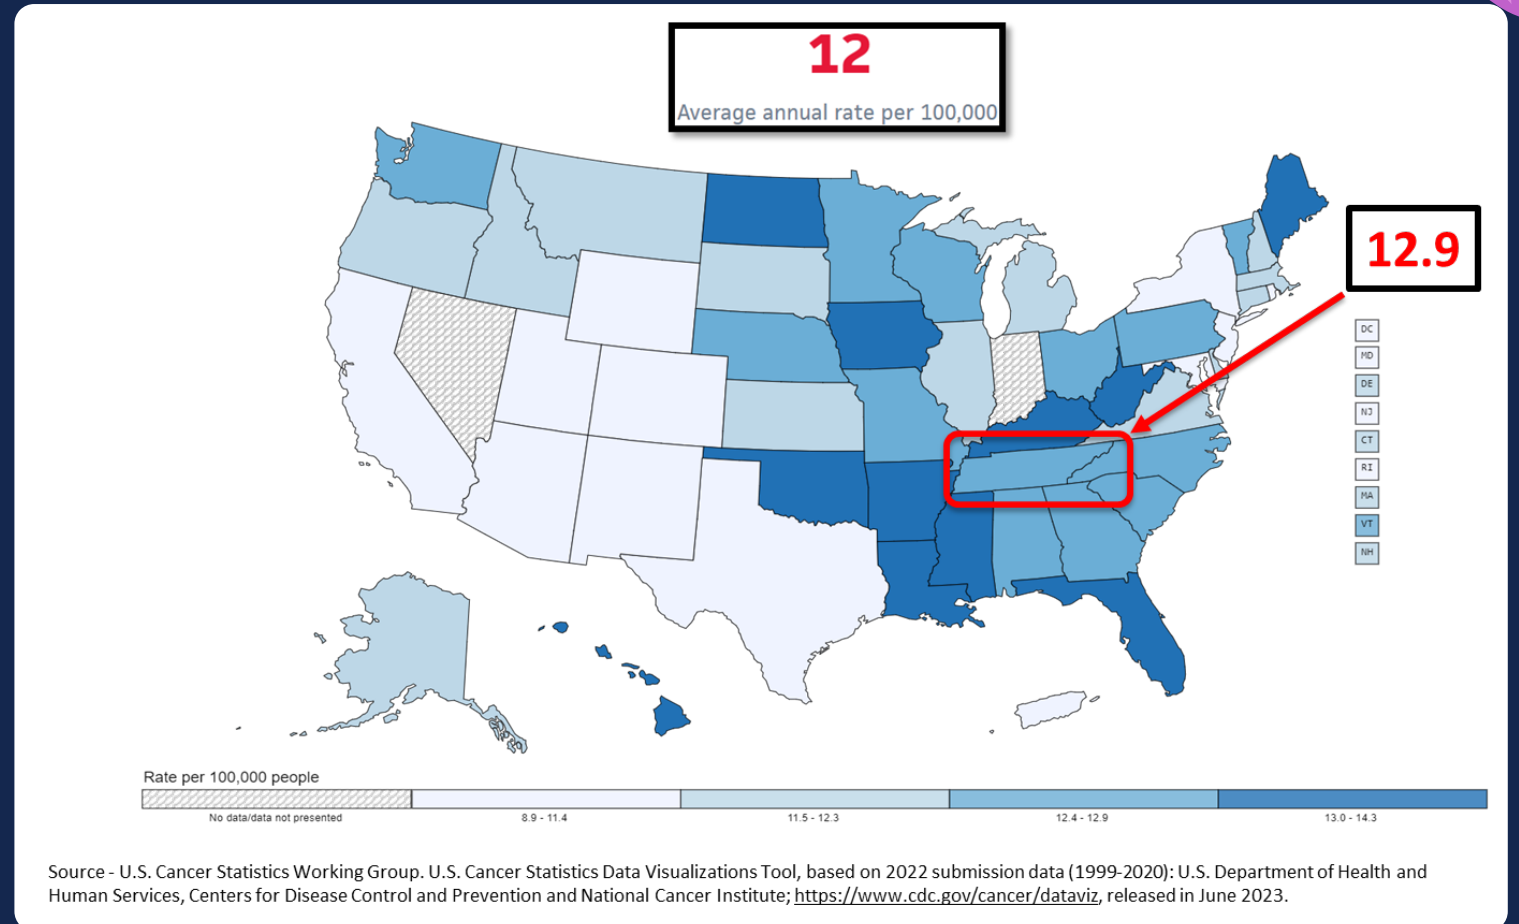 12
Average annual rate per 100,000
12.9
DC
MD
DE
NJ
CT
RI
MA
VT
NH
Rate per 100,000 people
No data/data not presented
8.9 - 11.4
11.5 - 12.3
12.4 - 12.9
13.0 - 14.3
Source - U.S. Cancer Statistics Working Group. U.S. Cancer Statistics Data Visualizations Tool, based on 2022 submission data (1999-2020): U.S. Department of Health and
Human Services, Centers for Disease Control and Prevention and National Cancer Institute; https://www.cdc.gov/cancer/dataviz, released in June 2023.